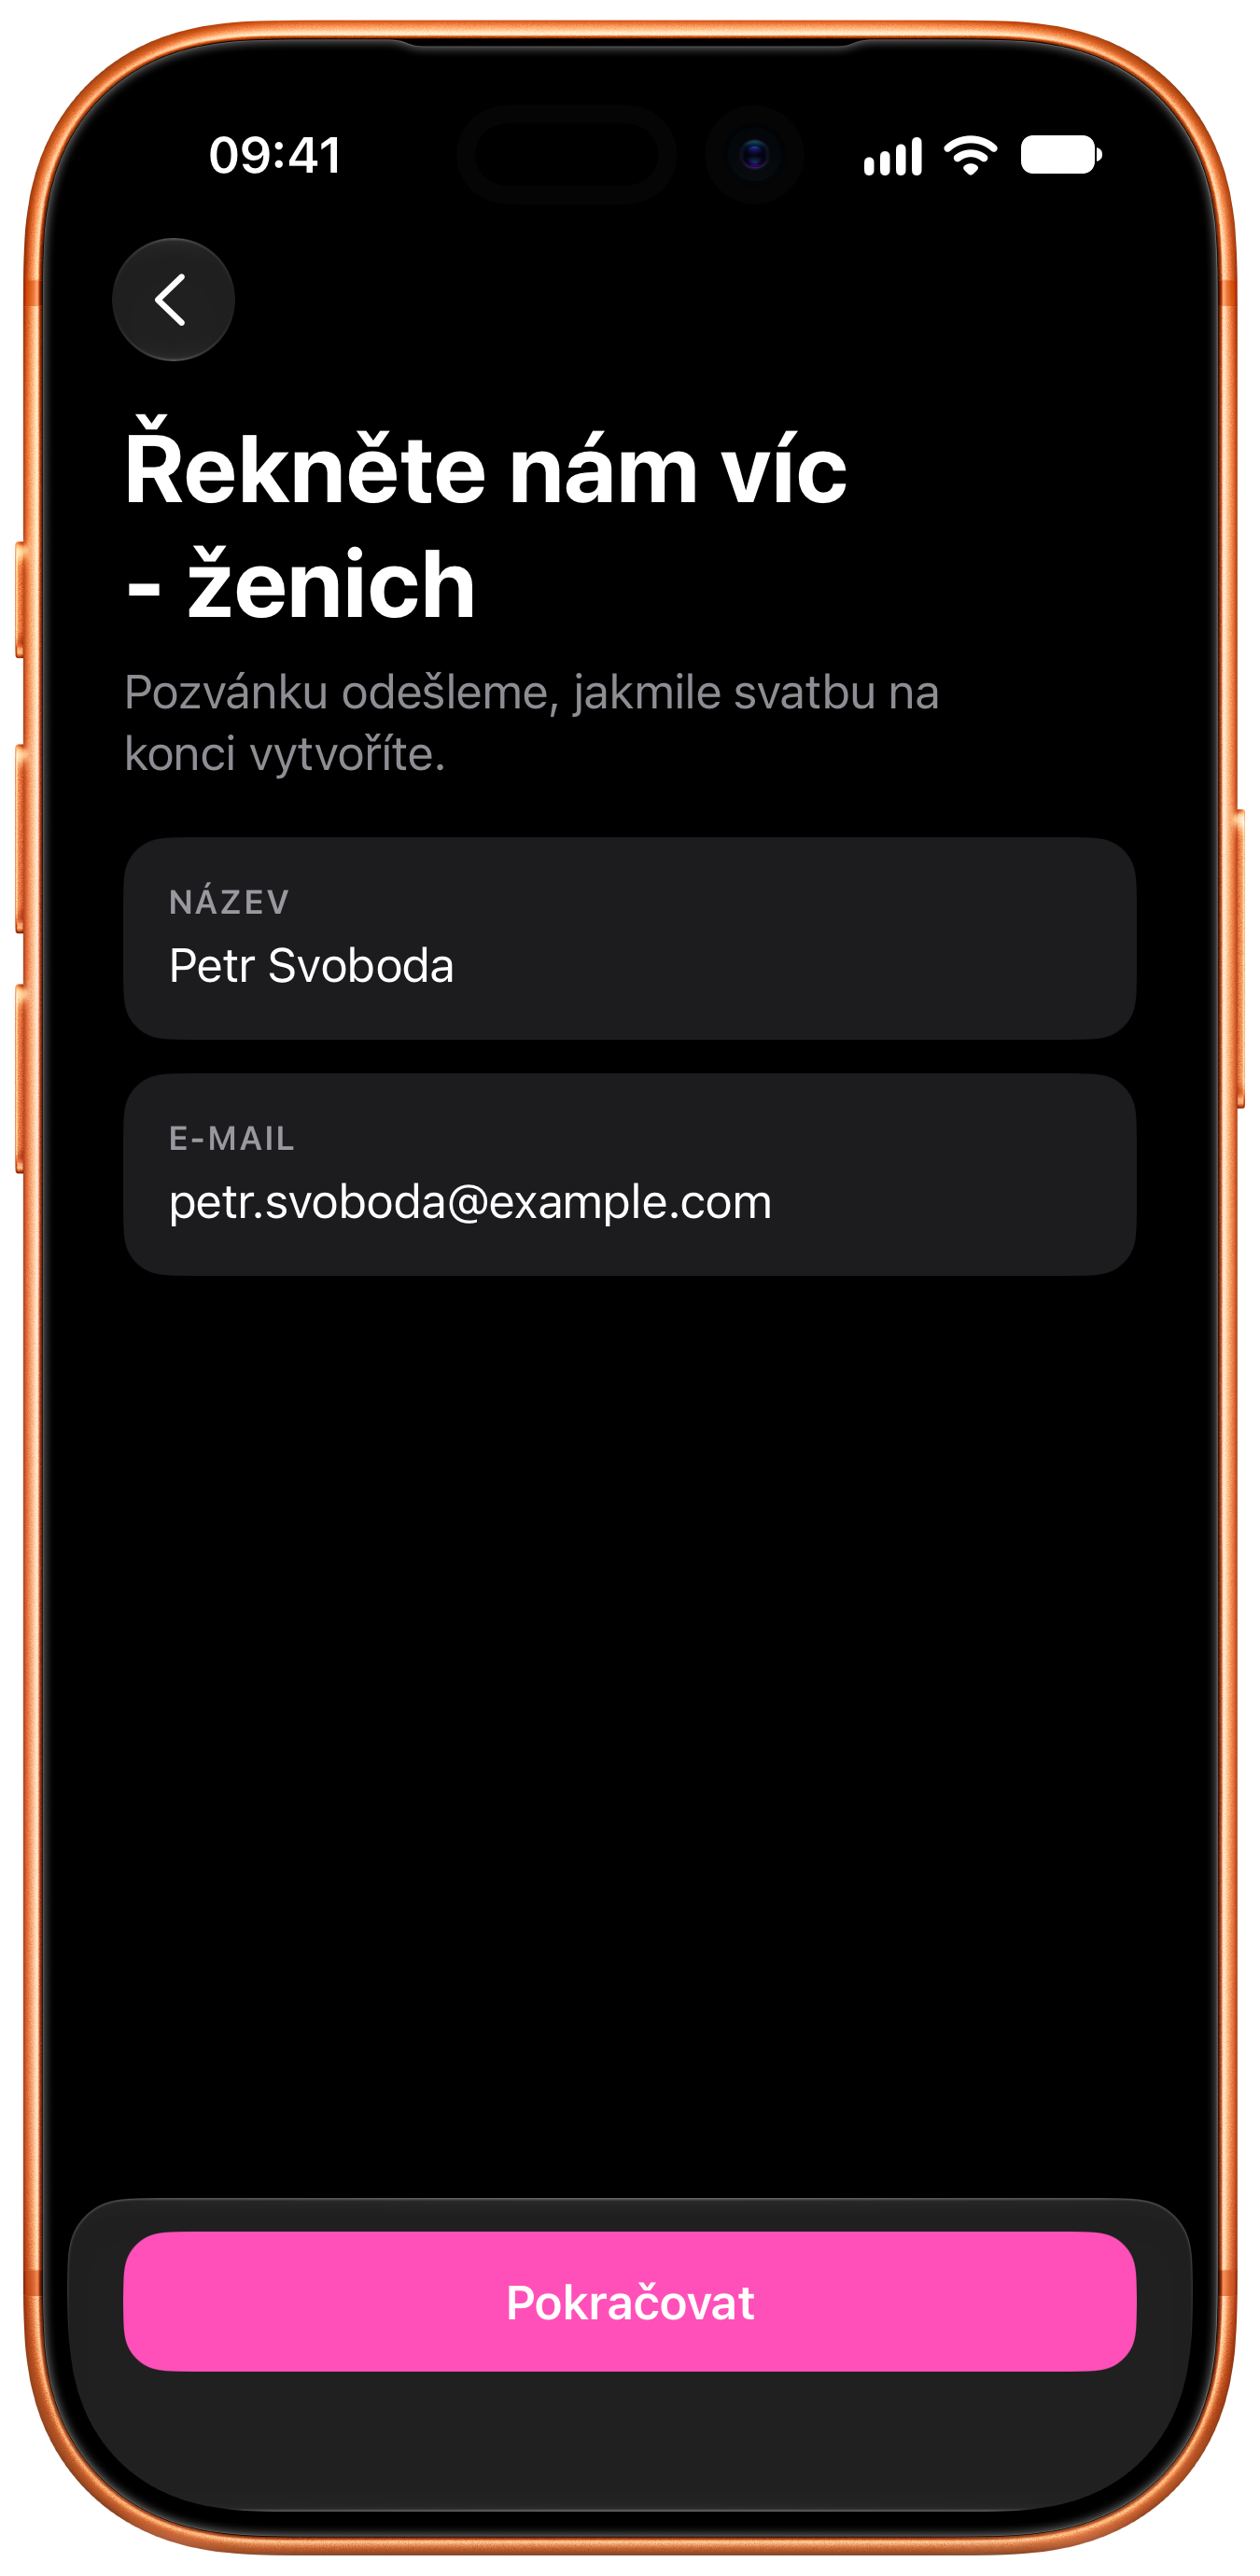 09:41
Řekněte nám víc
- ženich
Pozvánku odešleme, jakmile svatbu na
konci vytvoříte.
NÁZEV
Petr Svoboda
E-MAIL
petr.svoboda@example.com
Pokračovat